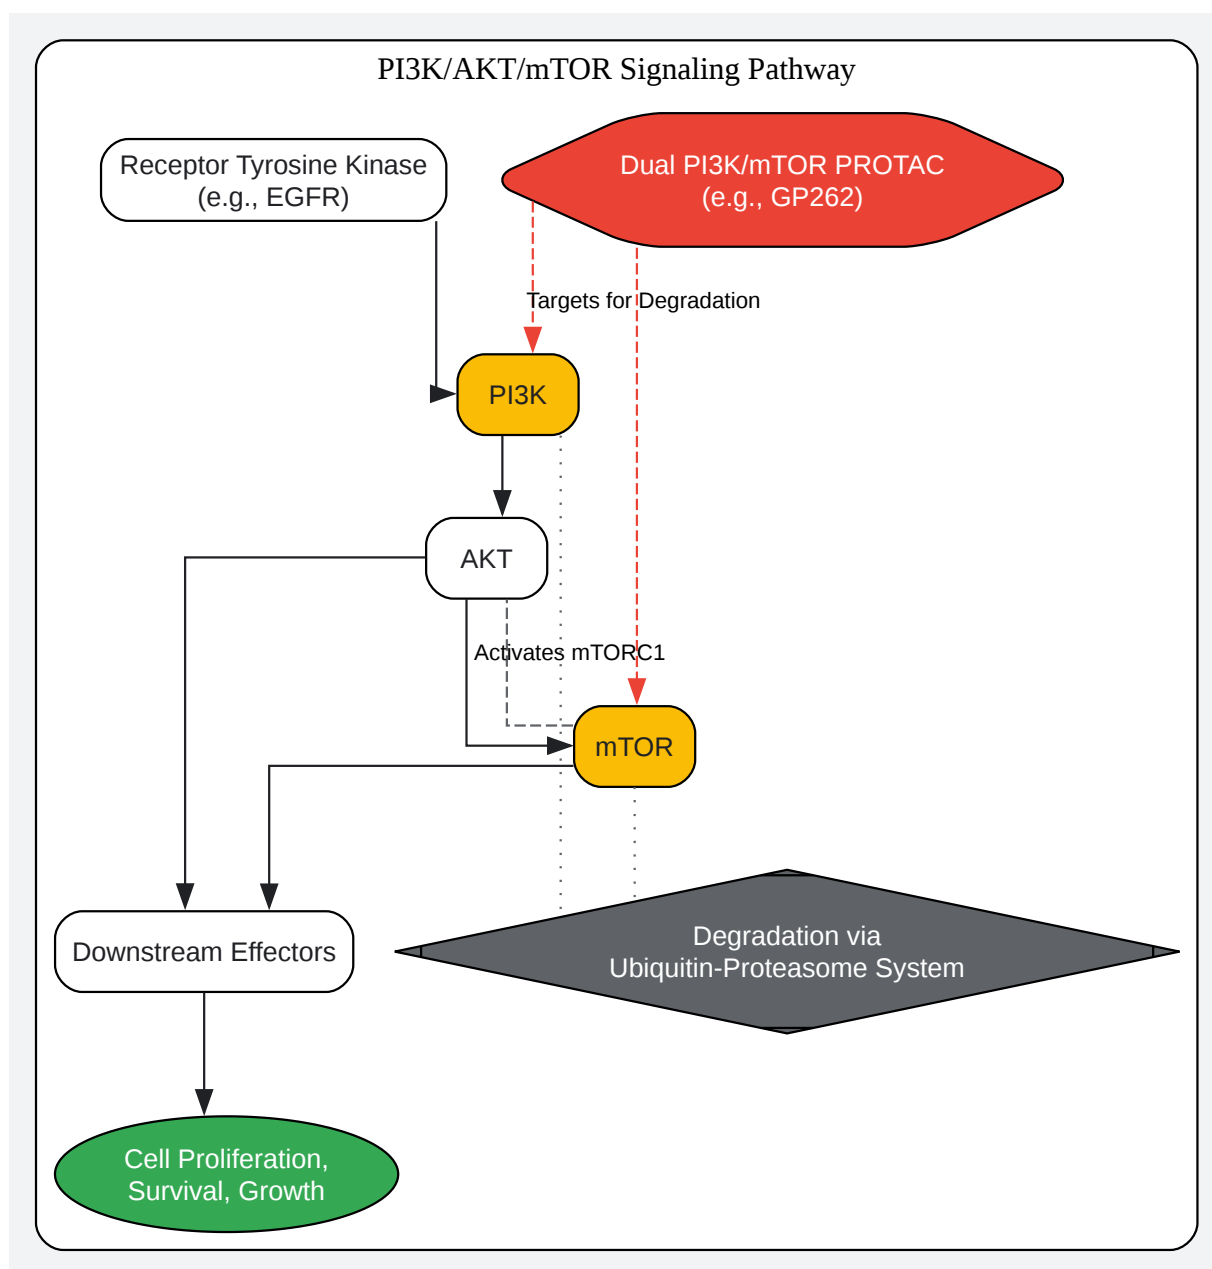 PI3K/AKT/mTOR Signaling Pathway
Receptor Tyrosine Kinase
(e.g., EGFR)
Dual PI3K/mTOR PROTAC
(e.g., GP262)
Targets for Degradation
PI3K
AKT
Activates mTORC1
mTOR
Downstream Effectors
Degradation via
Ubiquitin-Proteasome System
Cell Proliferation,
Survival, Growth